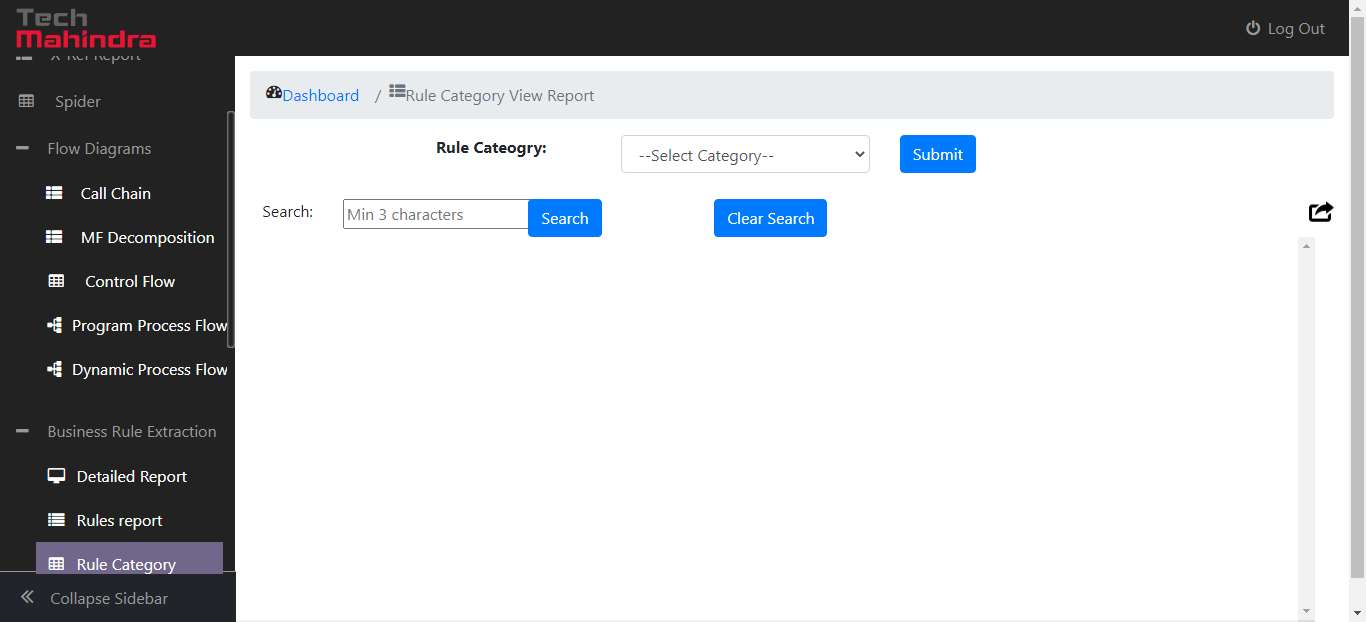 Tech
Mahindra
Log Out
X-Ref Report
Spider
Flow Diagrams
Call Chain
MF Decomposition
Control Flow
Program Process Flow
Dynamic Process Flow
Business Rule Extraction
Detailed Report
Rules report
Rule Category
Collapse Sidebar
Dashboard / Rule Category View Report
Rule Cateogry: --Select Category-- Submit
Search: Min 3 characters Search Clear Search